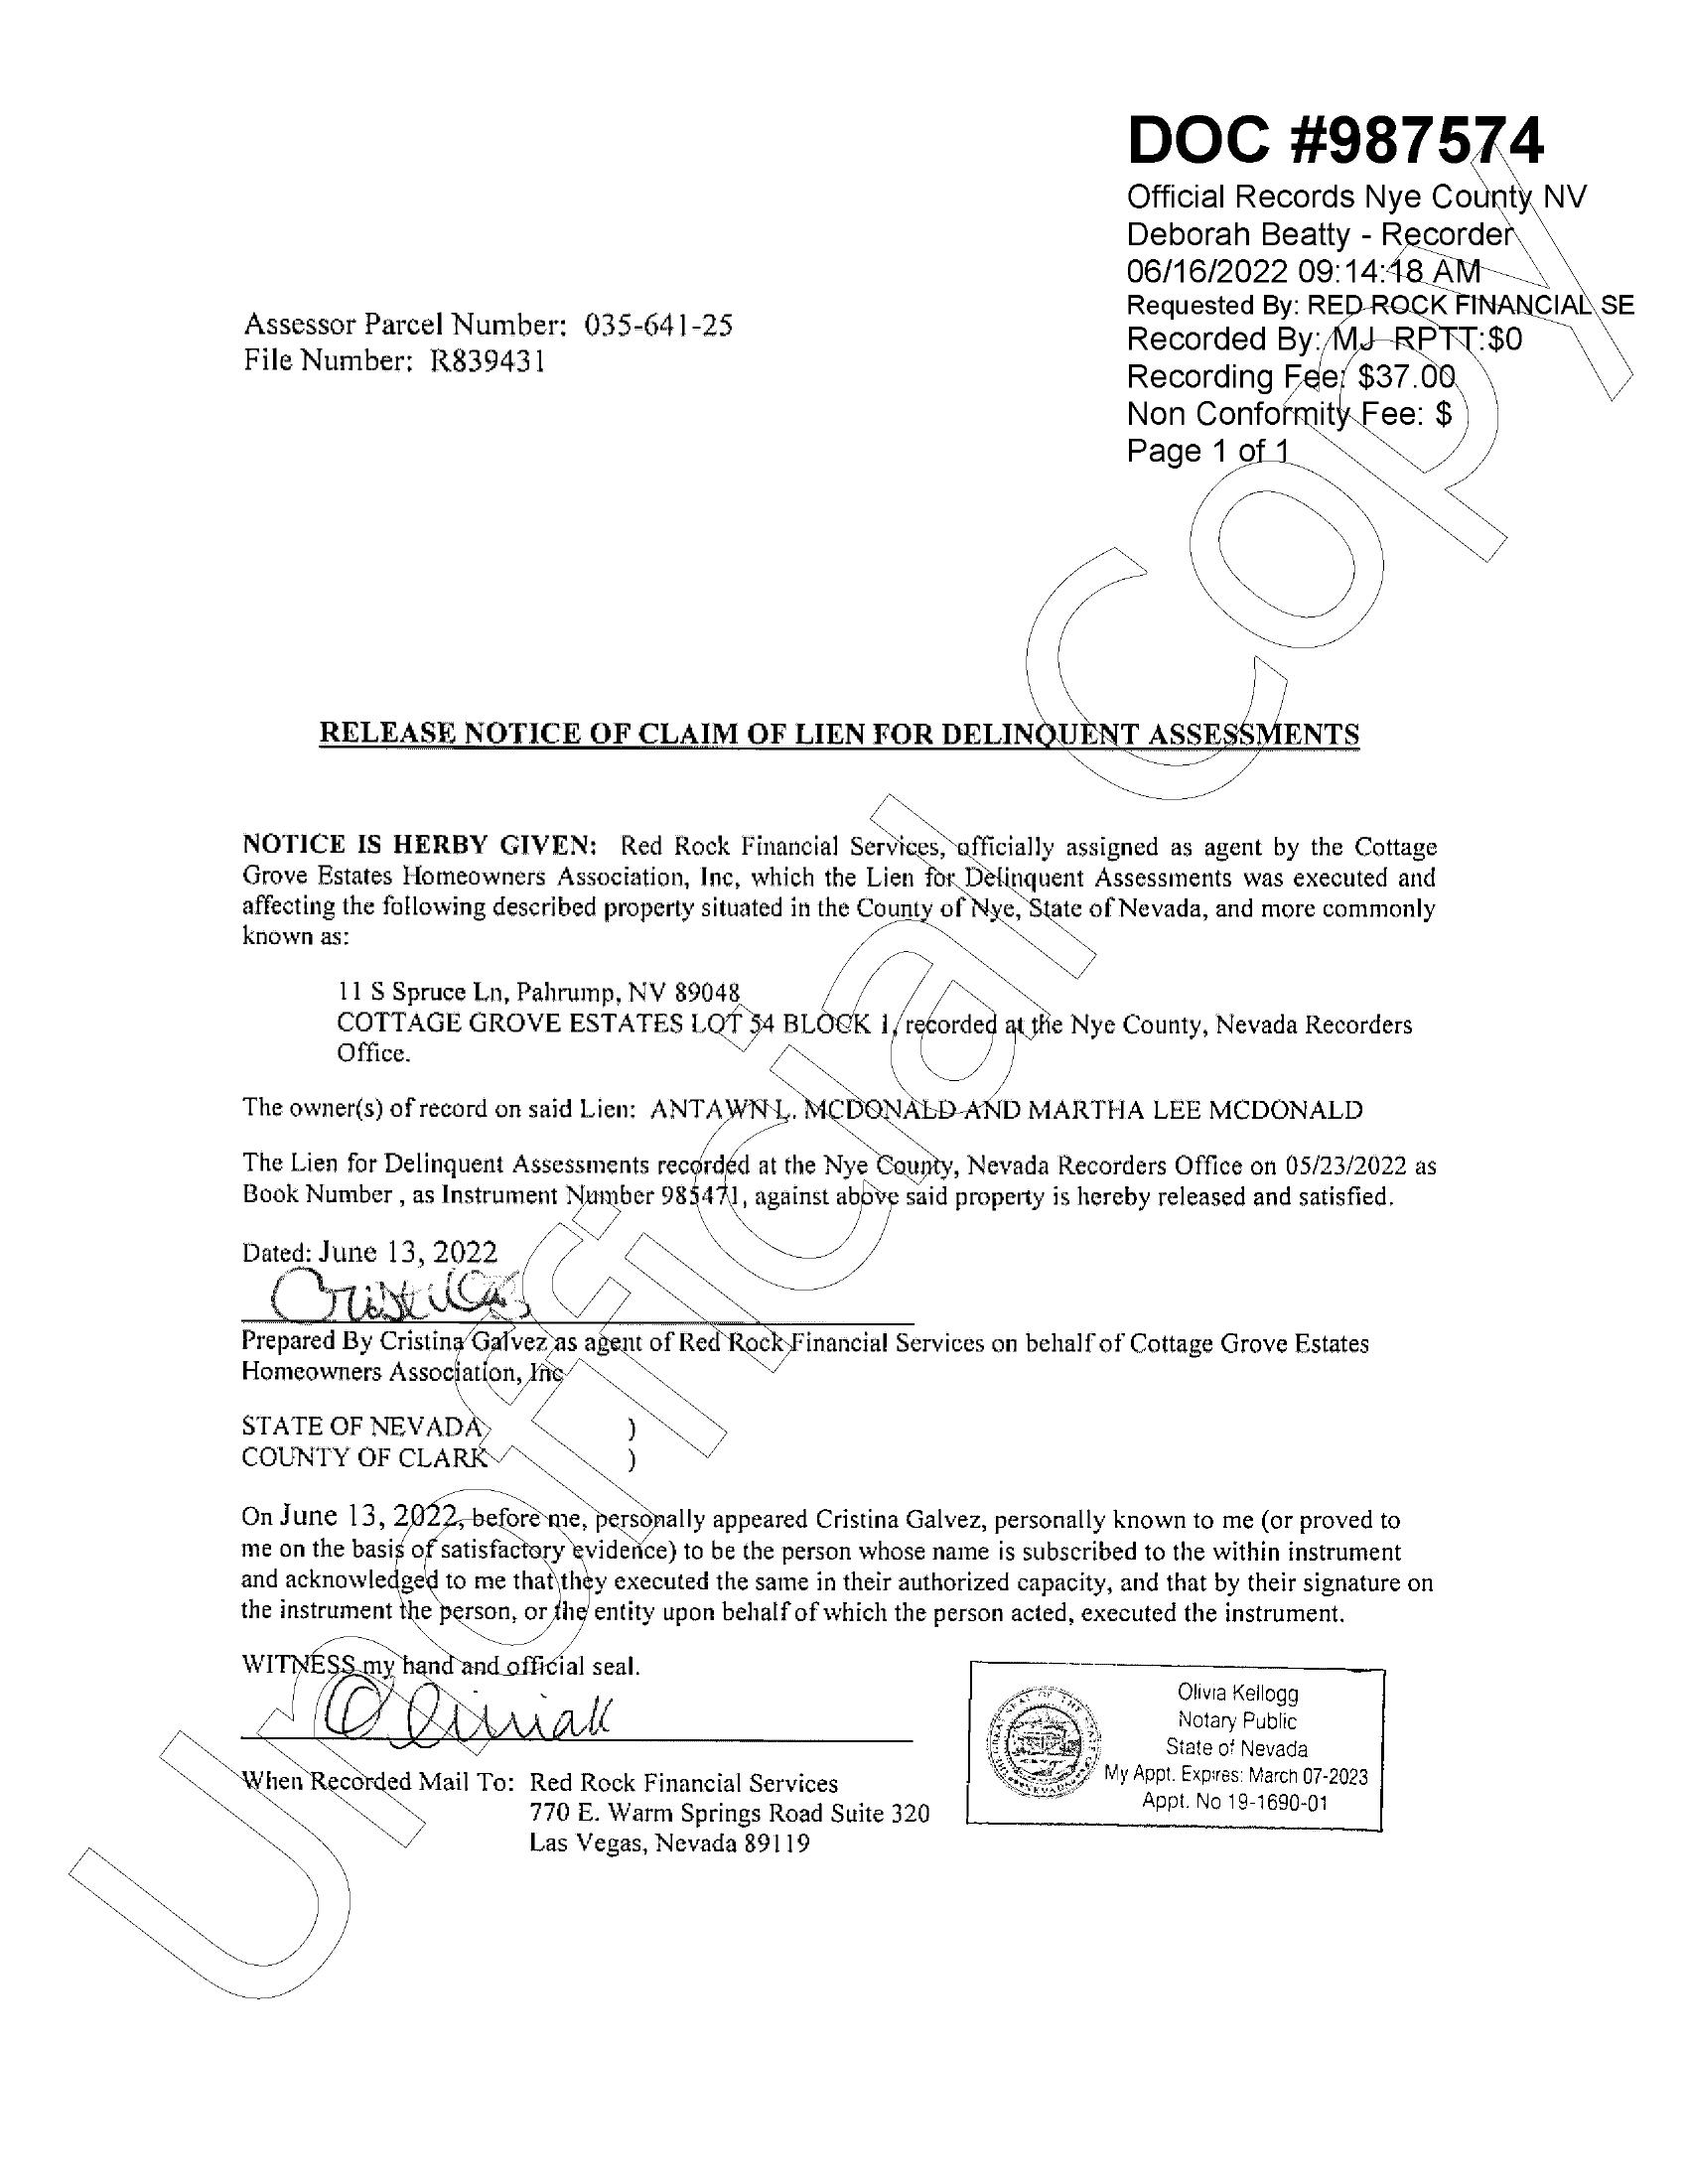 DOC #987574
Official Records Nye County NV
Deborah Beatty - Recorder
06/16/2022 09:14:18 AM
Requested By: RED ROCK FINANCIAL SE
Recorded By: MJ RPTT:$0
Recording Fee: $37.00
Non Conformity Fee: $
Page 1 of 1
Assessor Parcel Number: 035-641-25
File Number: R839431
RELEASE NOTICE OF CLAIM OF LIEN FOR DELINQUENT ASSESSMENTS
NOTICE IS HERBY GIVEN: Red Rock Financial Services, officially assigned as agent by the Cottage
Grove Estates Homeowners Association, Inc, which the Lien for Delinquent Assessments was executed and
affecting the following described property situated in the County of Nye, State of Nevada, and more commonly
known as:
11 S Spruce Ln, Pahrump, NV 89048
COTTAGE GROVE ESTATES LOT 54 BLOCK 1, recorded at the Nye County, Nevada Recorders
Office.
The owner(s) of record on said Lien: ANTAWN L. MCDONALD AND MARTHA LEE MCDONALD
The Lien for Delinquent Assessments recorded at the Nye County, Nevada Recorders Office on 05/23/2022 as
Book Number , as Instrument Number 985471, against above said property is hereby released and satisfied.
Dated: June 13, 2022
Prepared By Cristina Galvez as agent of Red Rock Financial Services on behalf of Cottage Grove Estates
Homeowners Association, Inc
STATE OF NEVADA )
COUNTY OF CLARK )
On June 13, 2022, before me, personally appeared Cristina Galvez, personally known to me (or proved to
me on the basis of satisfactory evidence) to be the person whose name is subscribed to the within instrument
and acknowledged to me that they executed the same in their authorized capacity, and that by their signature on
the instrument the person, or the entity upon behalf of which the person acted, executed the instrument.
WITNESS my hand and official seal.
Olivia Kellogg
Notary Public
State of Nevada
My Appt. Expires: March 07-2023
Appt. No 19-1690-01
When Recorded Mail To: Red Rock Financial Services
770 E. Warm Springs Road Suite 320
Las Vegas, Nevada 89119
Unofficial Copy